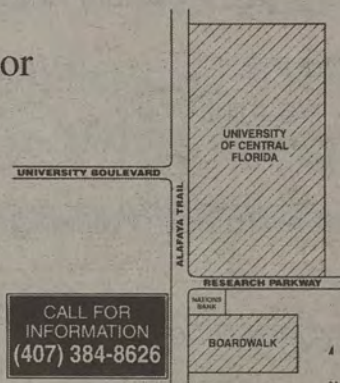 or
UNIVERSITY
OF CENTRAL
FLORIDA
UNIVERSITY BOULEVARD
ALAFAYA TRAIL
RESEARCH PARKWAY
NATIONS
BANK
BOARDWALK
CALL FOR
INFORMATION
(407) 384-8626